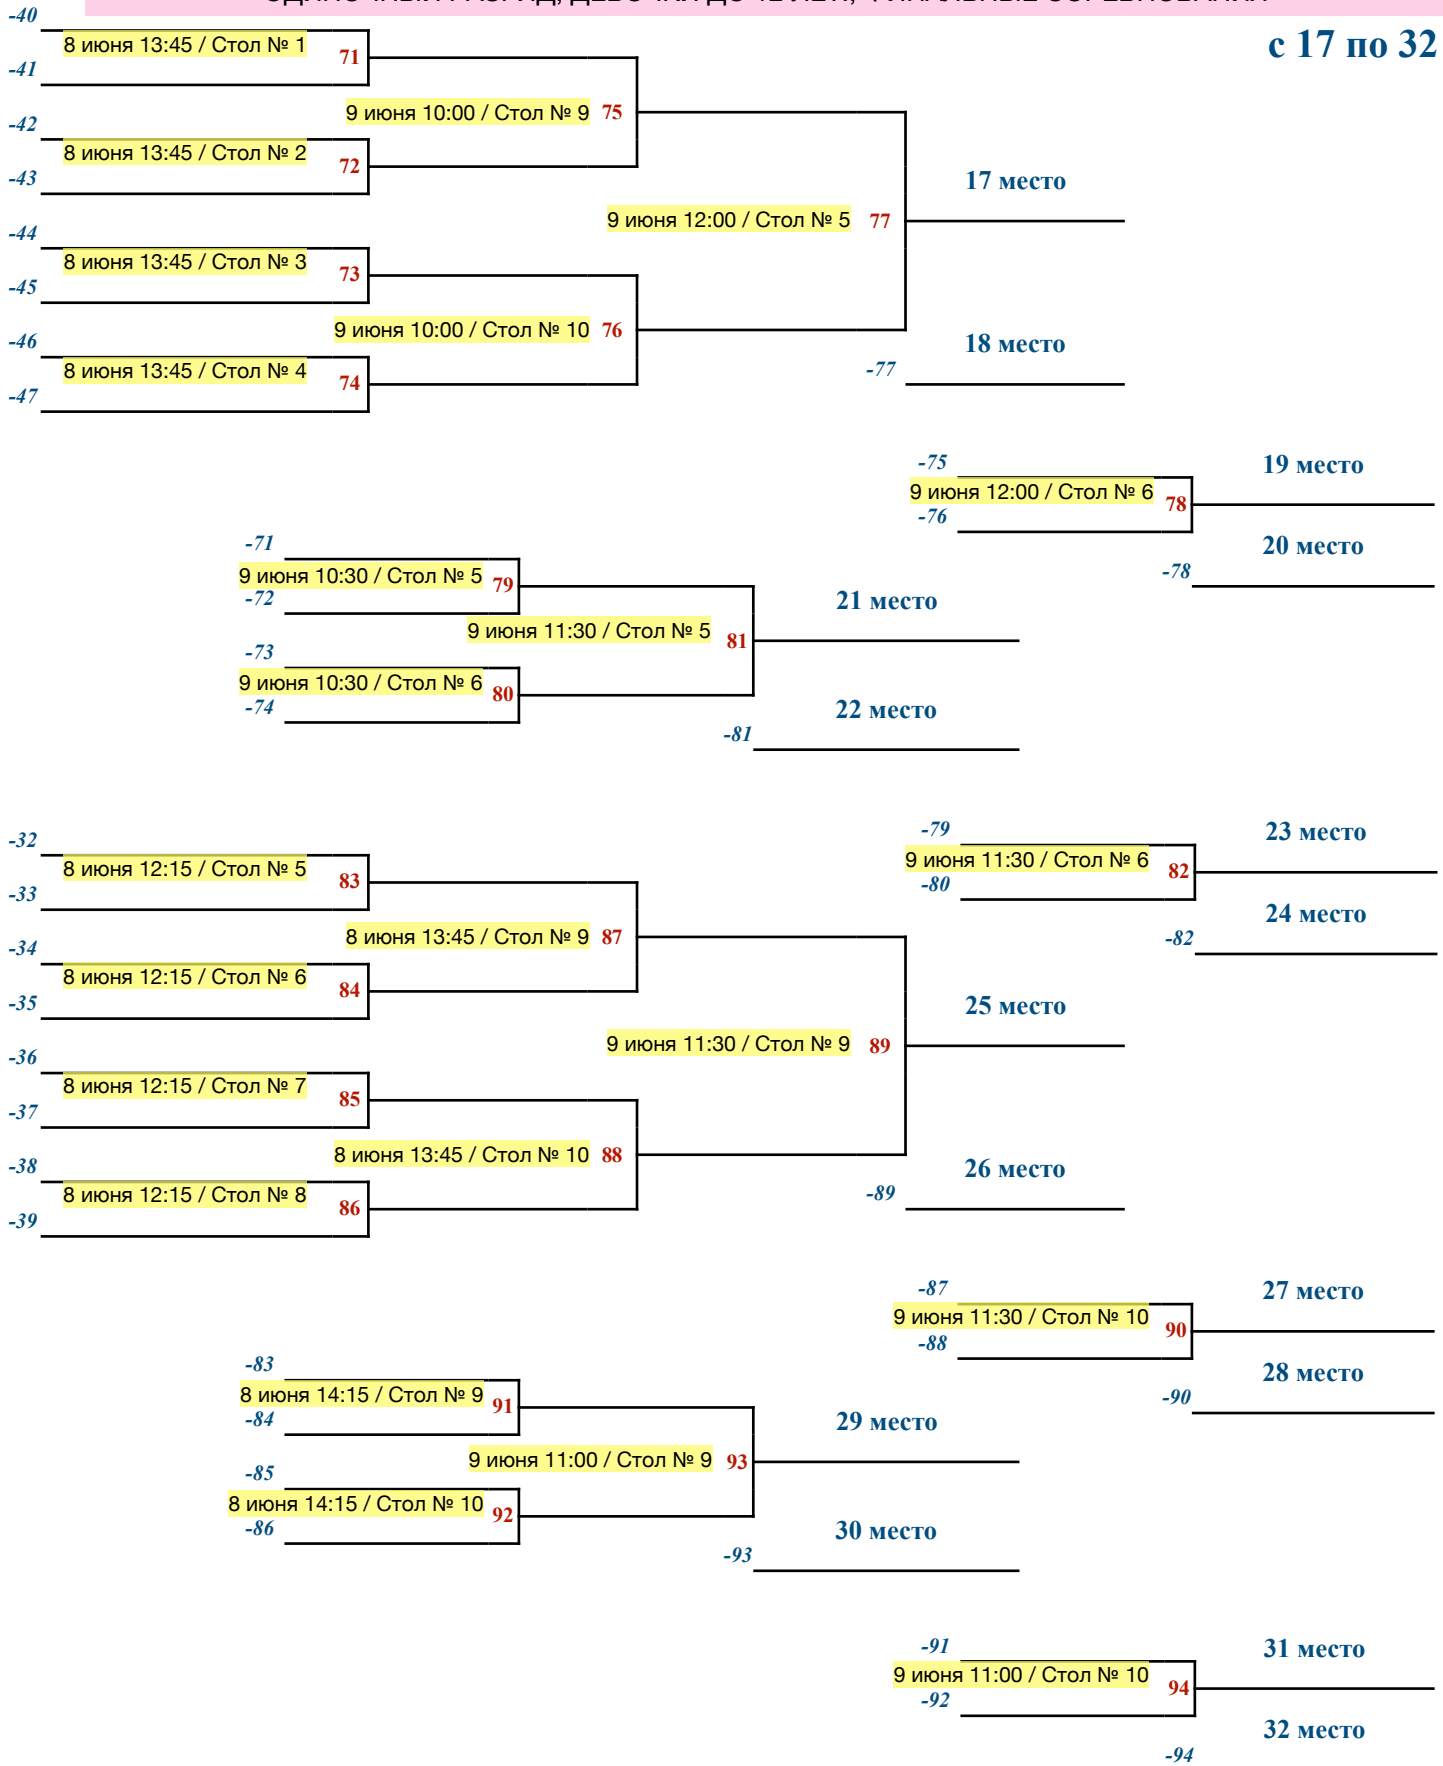 -40
с 17 по 32
8 июня 13:45 / Стол № 1
71
-41
9 июня 10:00 / Стол № 9
75
-42
8 июня 13:45 / Стол № 2
72
-43
17 место
9 июня 12:00 / Стол № 5
77
-44
8 июня 13:45 / Стол № 3
73
-45
9 июня 10:00 / Стол № 10
76
-46
18 место
8 июня 13:45 / Стол № 4
74
-77
-47
-75
19 место
9 июня 12:00 / Стол № 6
78
-76
20 место
-71
-78
9 июня 10:30 / Стол № 5
79
-72
21 место
9 июня 11:30 / Стол № 5
81
-73
9 июня 10:30 / Стол № 6
80
-74
22 место
-81
-79
23 место
-32
9 июня 11:30 / Стол № 6
82
8 июня 12:15 / Стол № 5
83
-33
-80
24 место
8 июня 13:45 / Стол № 9
87
-82
-34
8 июня 12:15 / Стол № 6
84
-35
25 место
9 июня 11:30 / Стол № 9
89
-36
8 июня 12:15 / Стол № 7
85
-37
8 июня 13:45 / Стол № 10
88
-38
26 место
8 июня 12:15 / Стол № 8
86
-89
-39
-87
27 место
9 июня 11:30 / Стол № 10
90
-88
-83
28 место
8 июня 14:15 / Стол № 9
91
-90
-84
29 место
9 июня 11:00 / Стол № 9
93
-85
8 июня 14:15 / Стол № 10
92
-86
30 место
-93
-91
31 место
9 июня 11:00 / Стол № 10
94
-92
32 место
-94